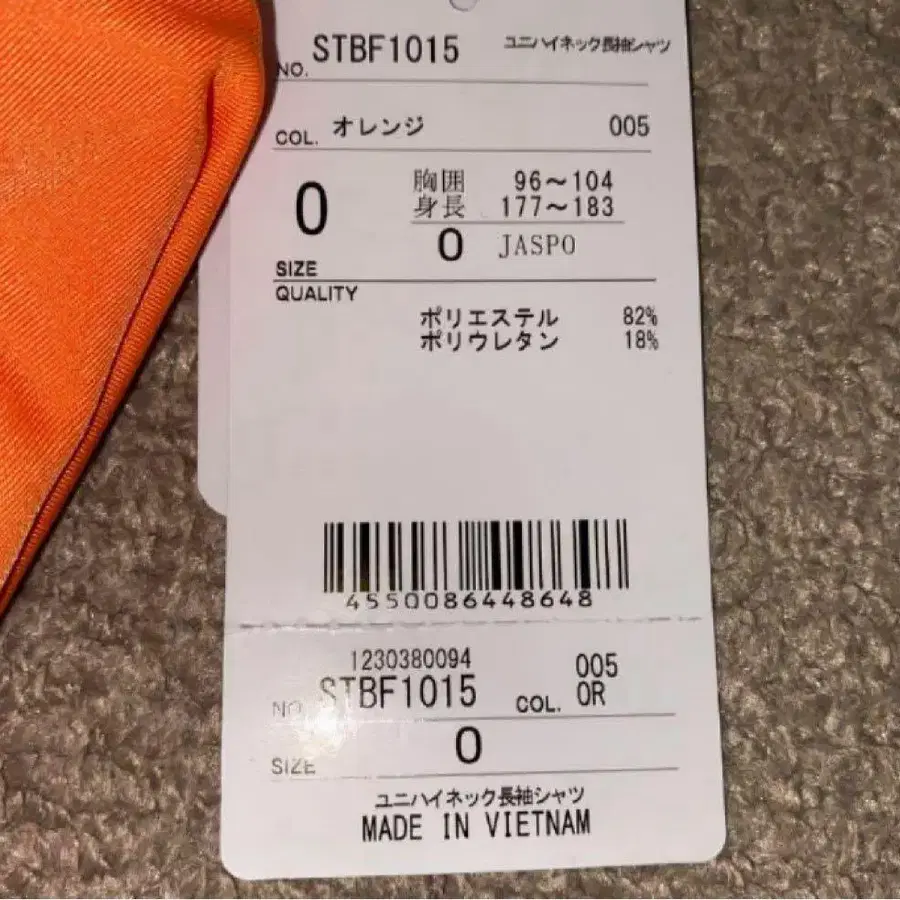 NO. STBF1015 ユニハイネック長袖シャツ
COL. オレンジ 005
0 胸囲 96～104
身長 177～183
SIZE 0 JASPO
QUALITY
ポリエステル 82%
ポリウレタン 18%
4550086448648
1230380094 005
NO. STBF1015 COL. OR
SIZE 0
ユニハイネック長袖シャツ
MADE IN VIETNAM